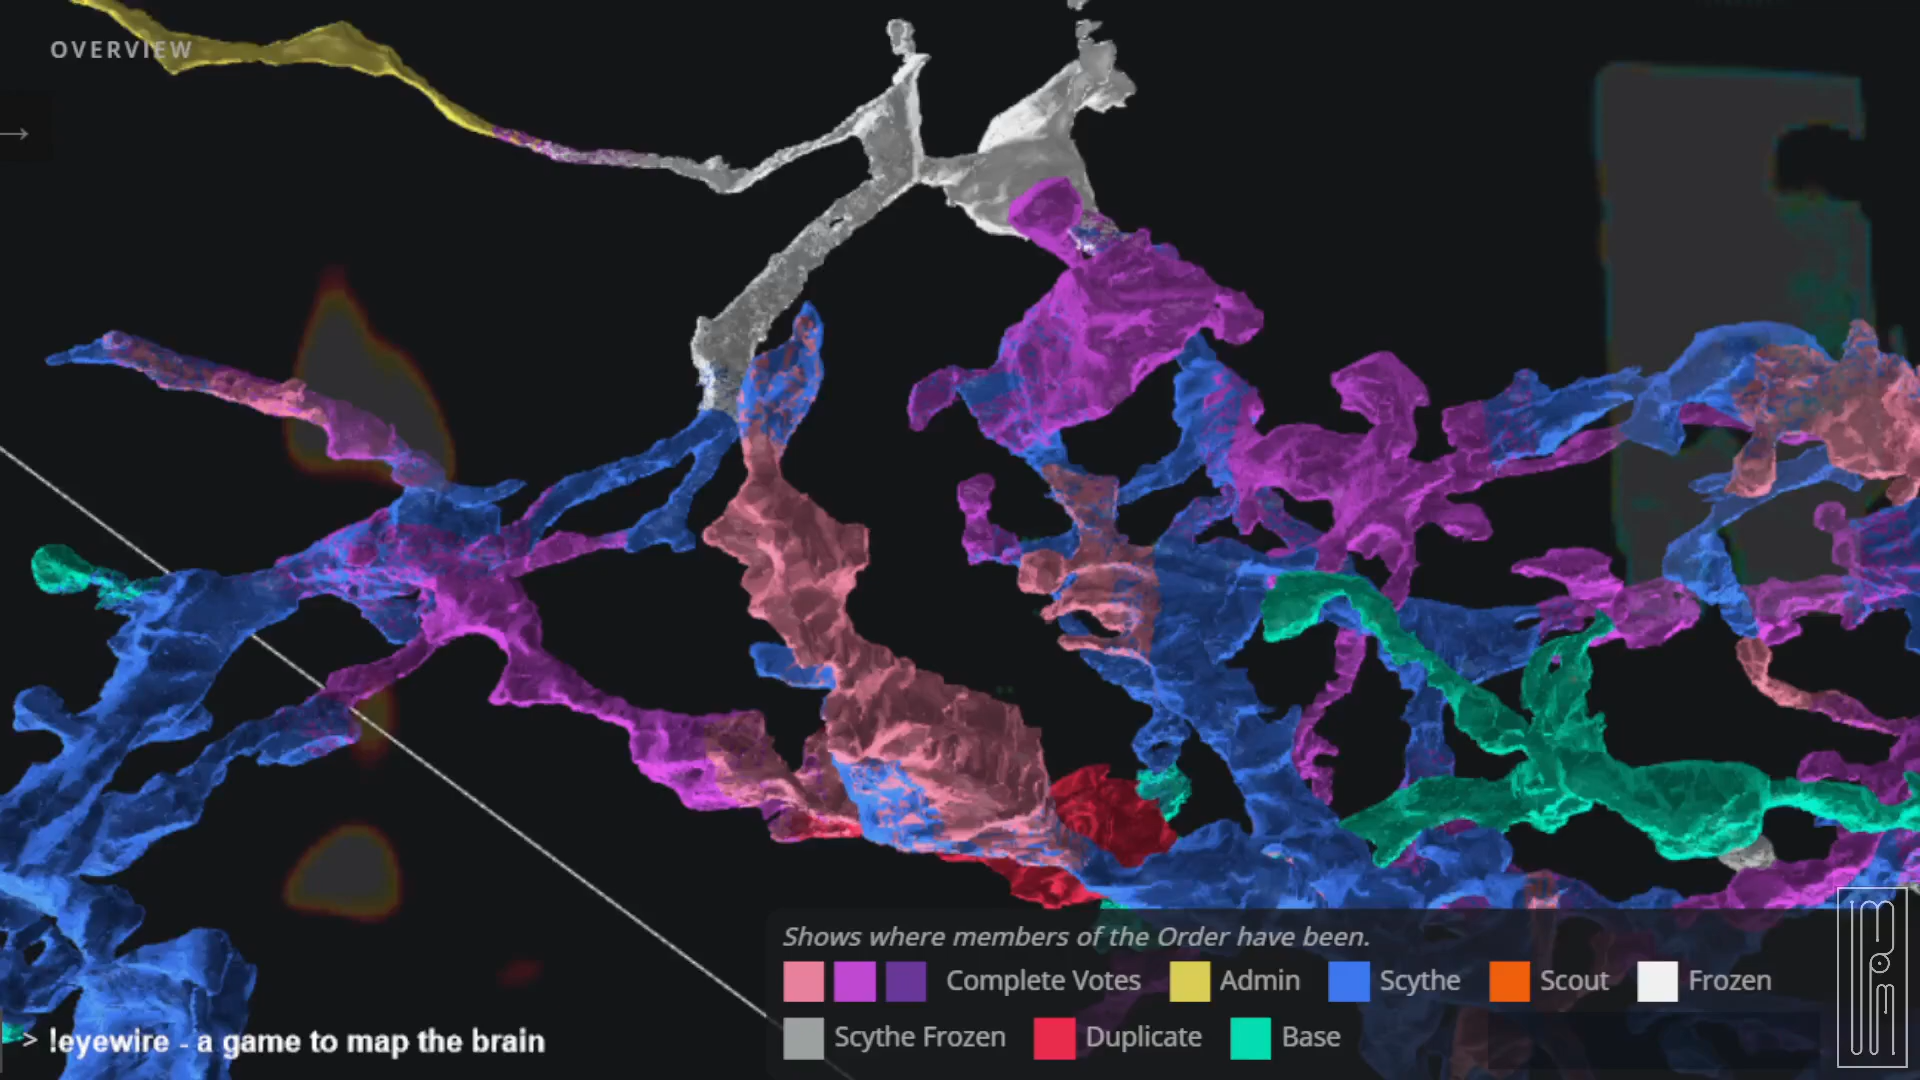 OVERVIEW
→
Shows where members of the Order have been.
Complete Votes Admin Scythe Scout Frozen
Scythe Frozen Duplicate Base
> !eyewire - a game to map the brain